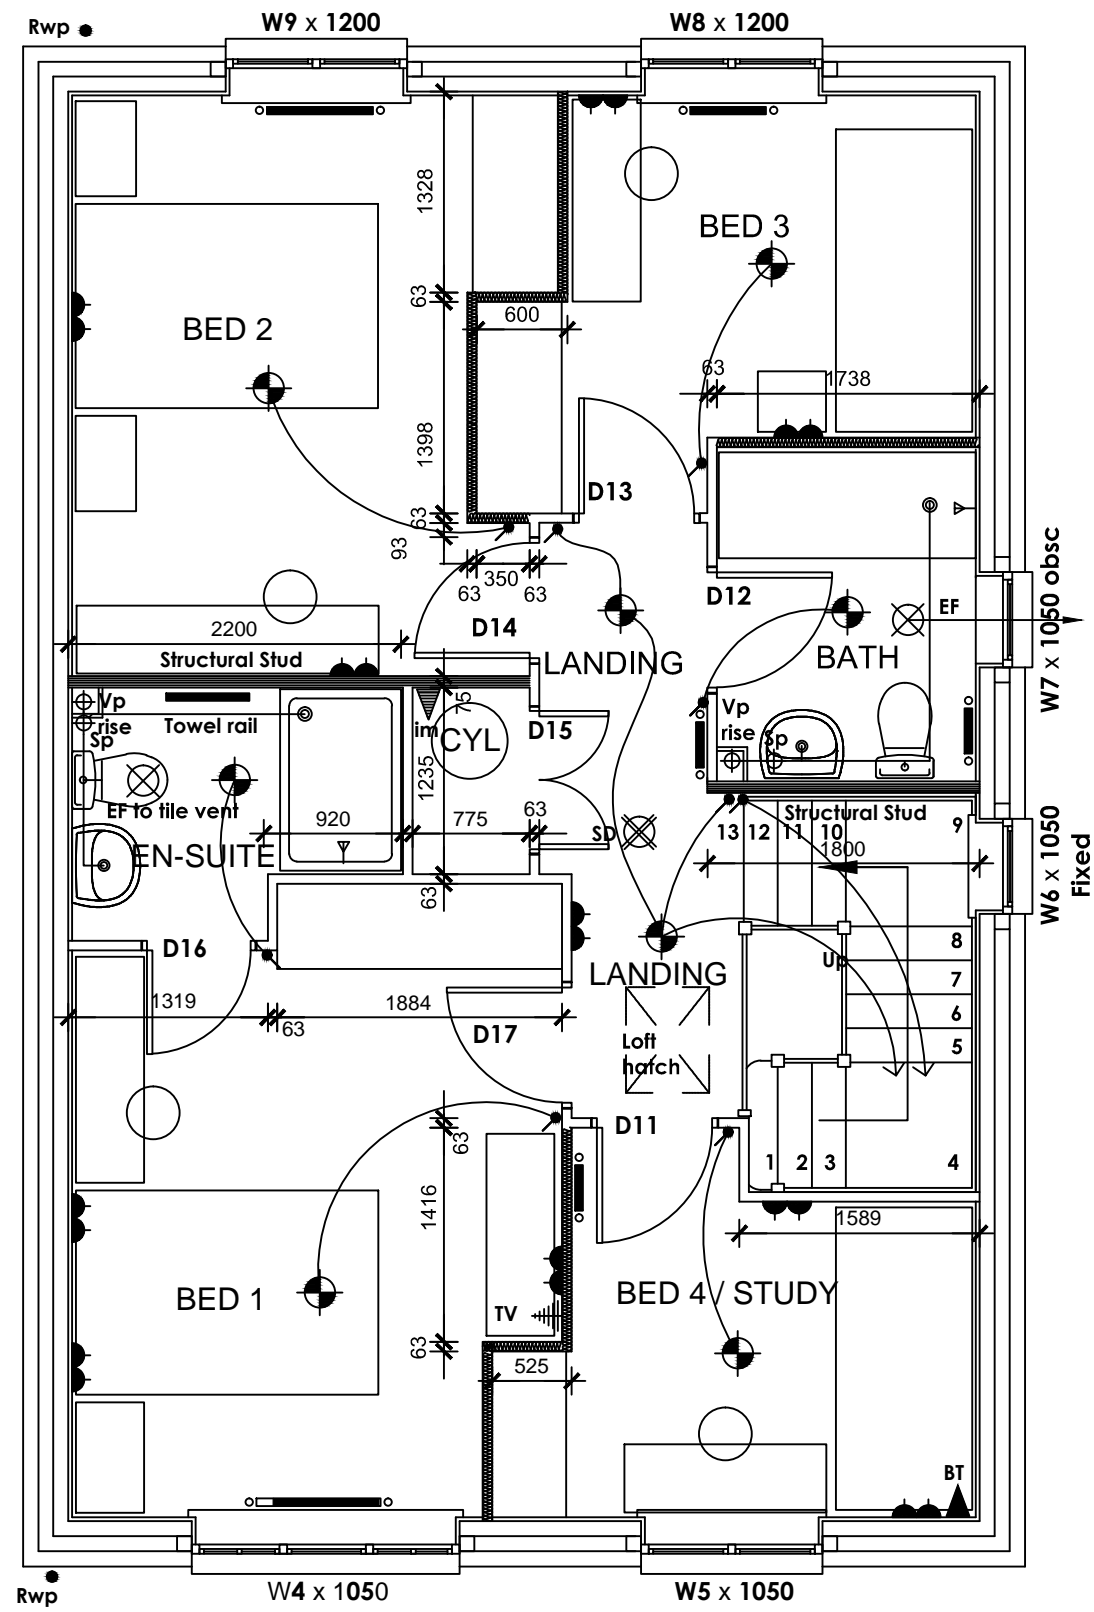 Rwp
W9 x 1200
W8 x 1200
1328
BED 3
63
600
BED 2
63
1738
1398
D13
63
93
350
63
63
D12
EF
W7 x 1050 obsc
2200
D14
Structural Stud
LANDING
BATH
Vp
rise
Sp
Towel rail
im
75
CYL
D15
Vp
rise
Sp
EF to tile vent
1235
920
775
63
SD
Structural Stud
13
12
11
10
9
1800
W6 x 1050
Fixed
EN-SUITE
63
D16
8
Up
LANDING
7
1319
63
1884
6
D17
Loft
hatch
5
D11
63
1
2
3
4
1416
1589
BED 1
BED 4 / STUDY
TV
63
525
BT
Rwp
W4 x 1050
W5 x 1050